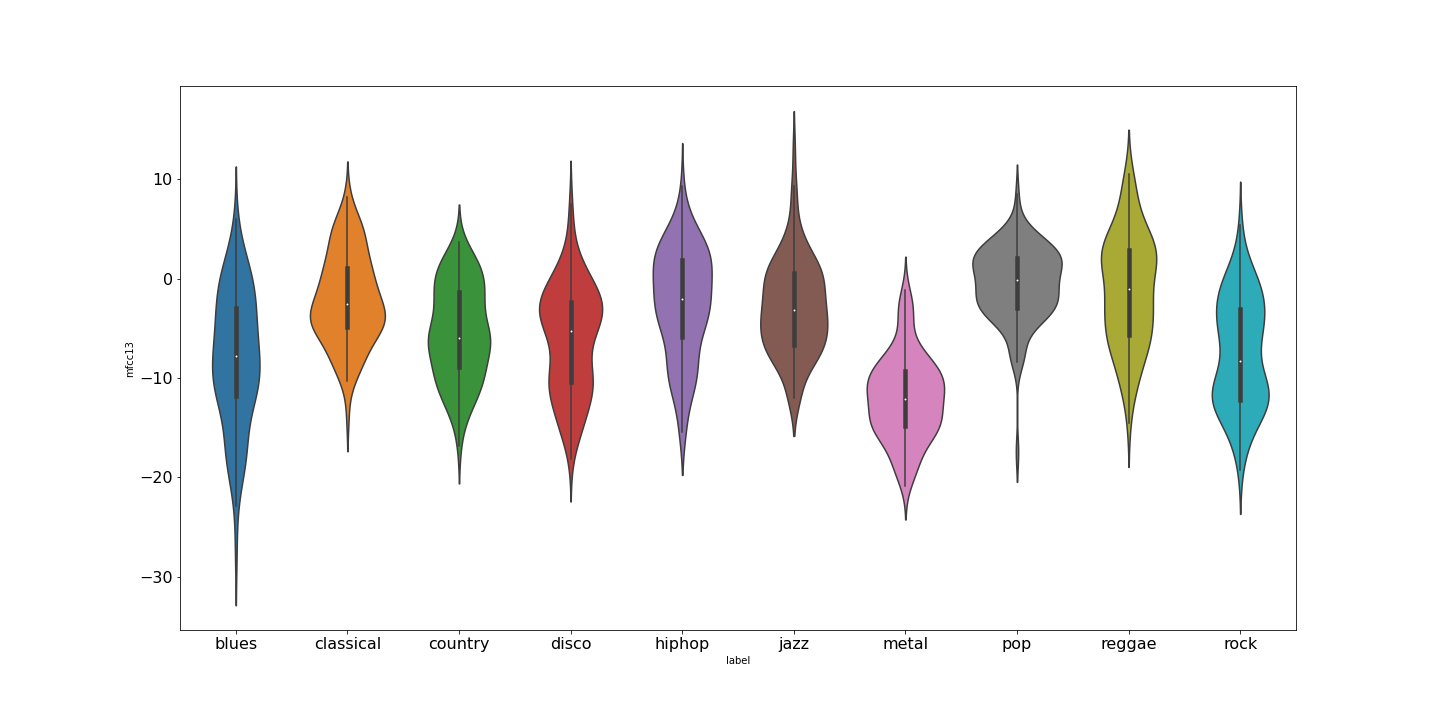 mfcc13
10
0
−10
−20
−30
blues classical country disco hiphop jazz metal pop reggae rock
label